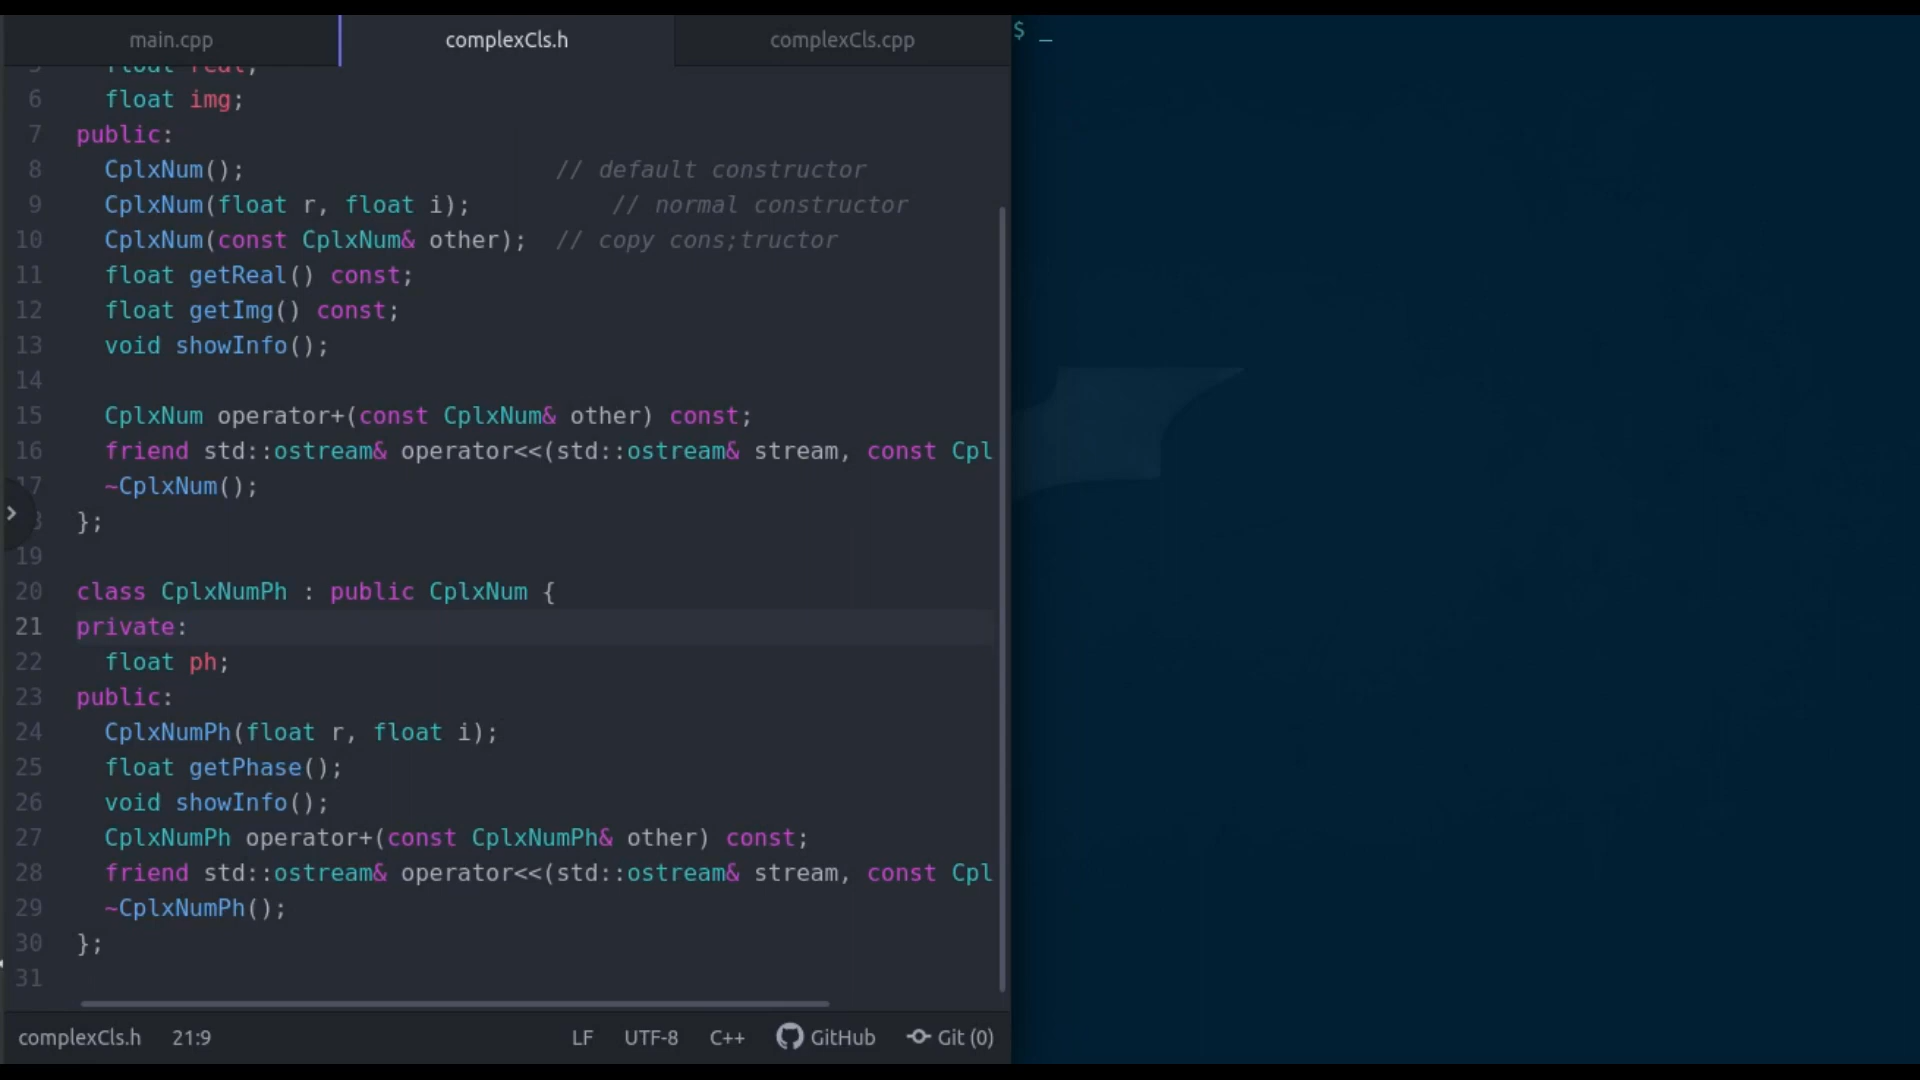 main.cpp complexCls.h complexCls.cpp
$ _
5 float real;
6 float img;
7 public:
8 CplxNum(); // default constructor
9 CplxNum(float r, float i); // normal constructor
10 CplxNum(const CplxNum& other); // copy cons;tructor
11 float getReal() const;
12 float getImg() const;
13 void showInfo();
14
15 CplxNum operator+(const CplxNum& other) const;
16 friend std::ostream& operator<<(std::ostream& stream, const Cpl
17 ~CplxNum();
};
19
20 class CplxNumPh : public CplxNum {
21 private:
22 float ph;
23 public:
24 CplxNumPh(float r, float i);
25 float getPhase();
26 void showInfo();
27 CplxNumPh operator+(const CplxNumPh& other) const;
28 friend std::ostream& operator<<(std::ostream& stream, const Cpl
29 ~CplxNumPh();
30 };
31
complexCls.h 21:9 LF UTF-8 C++ GitHub Git (0)